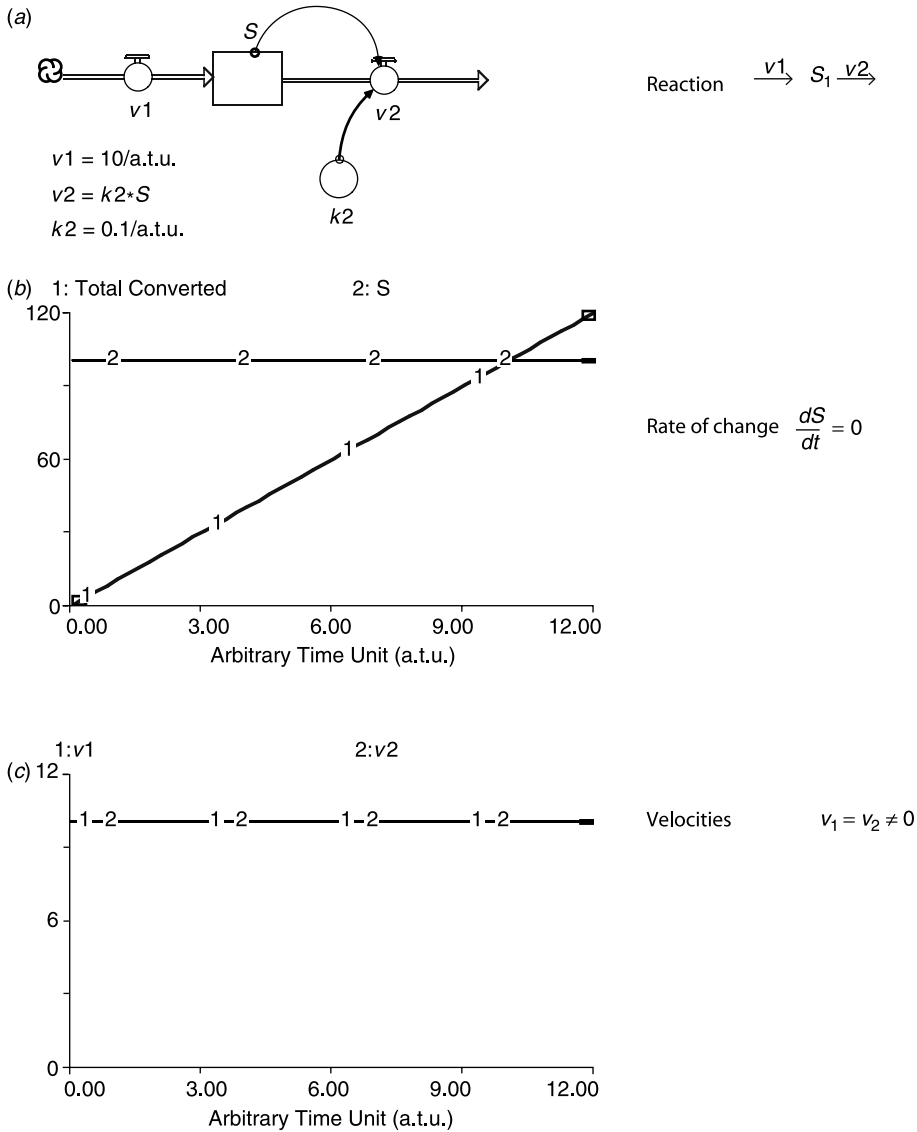 (a)
S
v1
v2
k2
v1 = 10/a.t.u.
v2 = k2*S
k2 = 0.1/a.t.u.
Reaction v1 → S₁ v2 →
(b) 1: Total Converted 2: S
120
60
0
2 2 2 2
1 1 1 1
0.00 3.00 6.00 9.00 12.00
Arbitrary Time Unit (a.t.u.)
Rate of change dS/dt = 0
(c) 1:v1 2:v2
12
6
0
1–2 1–2 1–2 1–2
0.00 3.00 6.00 9.00 12.00
Arbitrary Time Unit (a.t.u.)
Velocities v₁ = v₂ ≠ 0